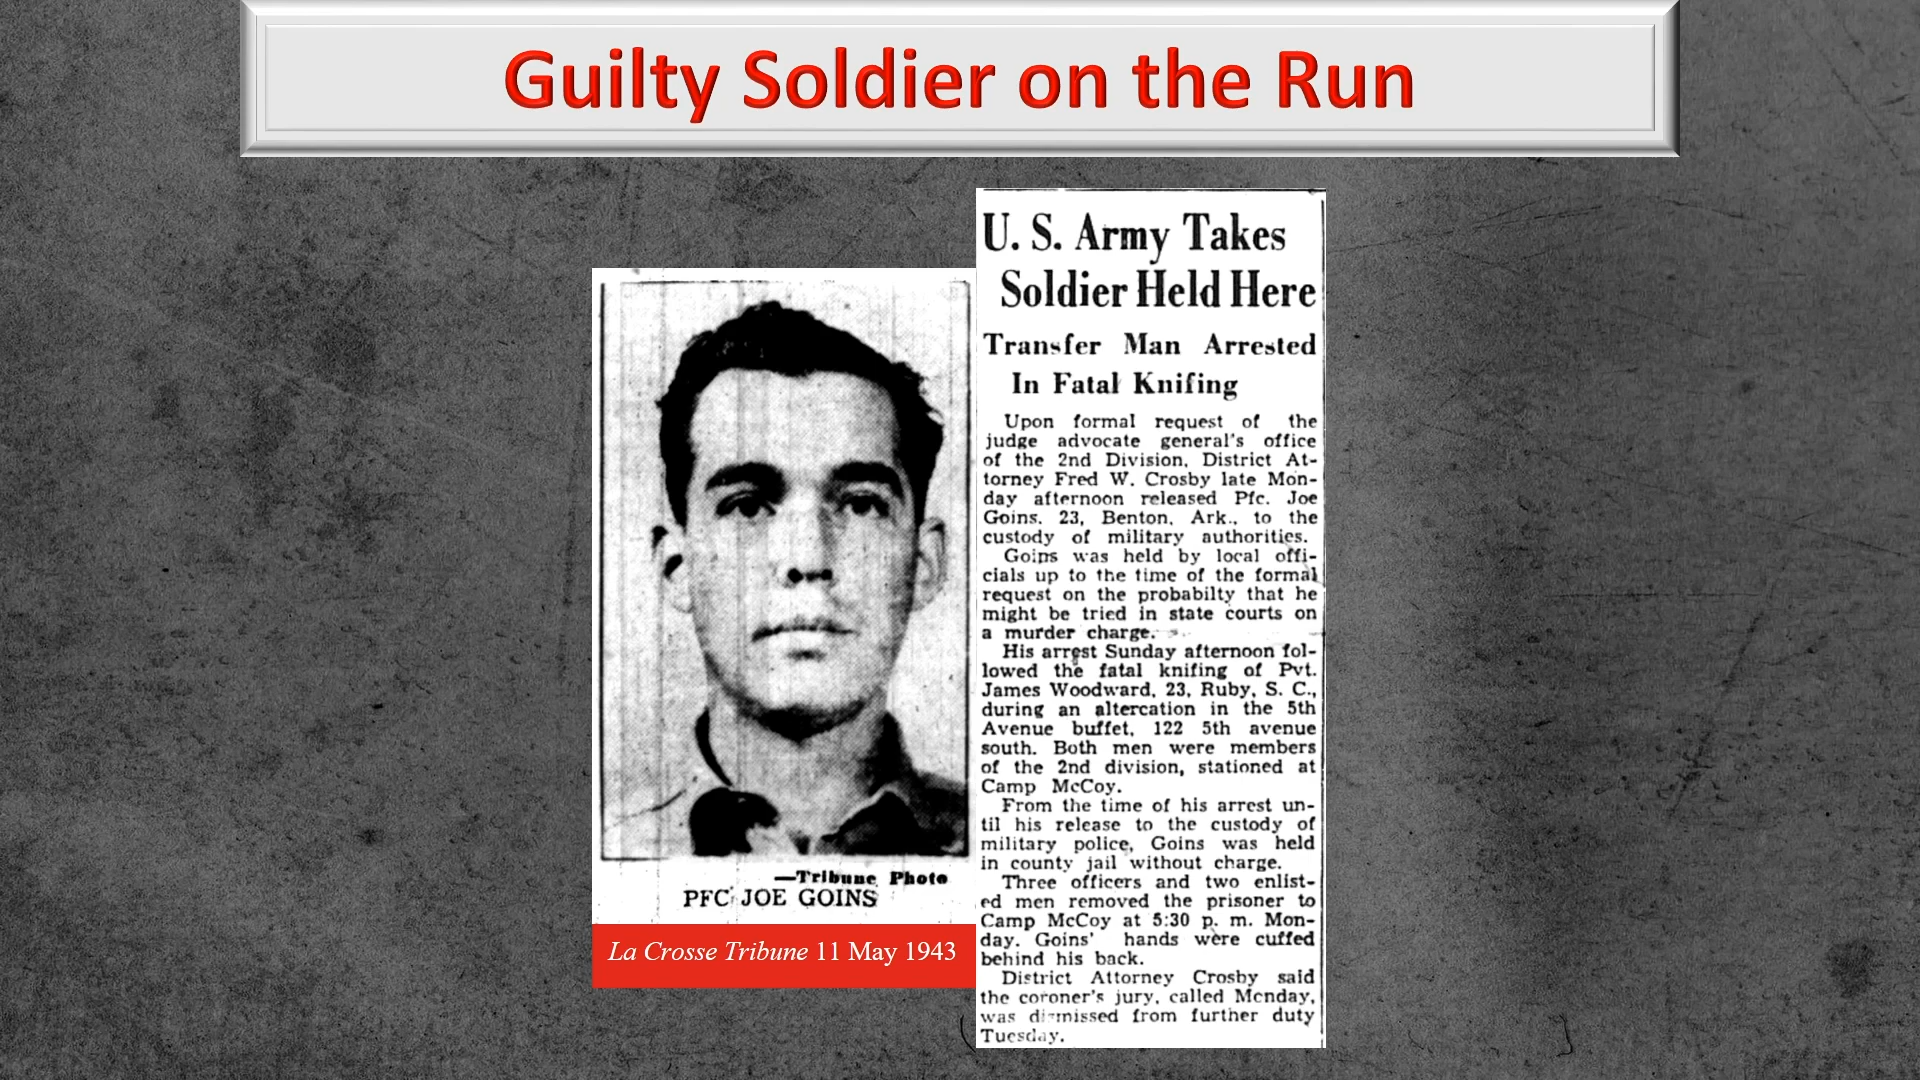 Guilty Soldier on the Run
U. S. Army Takes
Soldier Held Here
Transfer Man Arrested
In Fatal Knifing
Upon formal request of the
judge advocate general's office
of the 2nd Division, District At-
torney Fred W. Crosby late Mon-
day afternoon released Pfc. Joe
Goins, 23, Benton, Ark., to the
custody of military authorities.
Goins was held by local offi-
cials up to the time of the formal
request on the probabilty that he
might be tried in state courts on
a murder charge.
His arrest Sunday afternoon fol-
lowed the fatal knifing of Pvt.
James Woodward, 23, Ruby, S. C.,
during an altercation in the 5th
Avenue buffet, 122 5th avenue
south. Both men were members
of the 2nd division, stationed at
Camp McCoy.
From the time of his arrest un-
til his release to the custody of
military police, Goins was held
in county jail without charge.
Three officers and two enlist-
ed men removed the prisoner to
Camp McCoy at 5:30 p. m. Mon-
day. Goins' hands were cuffed
behind his back.
District Attorney Crosby said
the coroner's jury, called Monday,
was dismissed from further duty
Tuesday.
—Tribune Photo
PFC JOE GOINS
La Crosse Tribune 11 May 1943